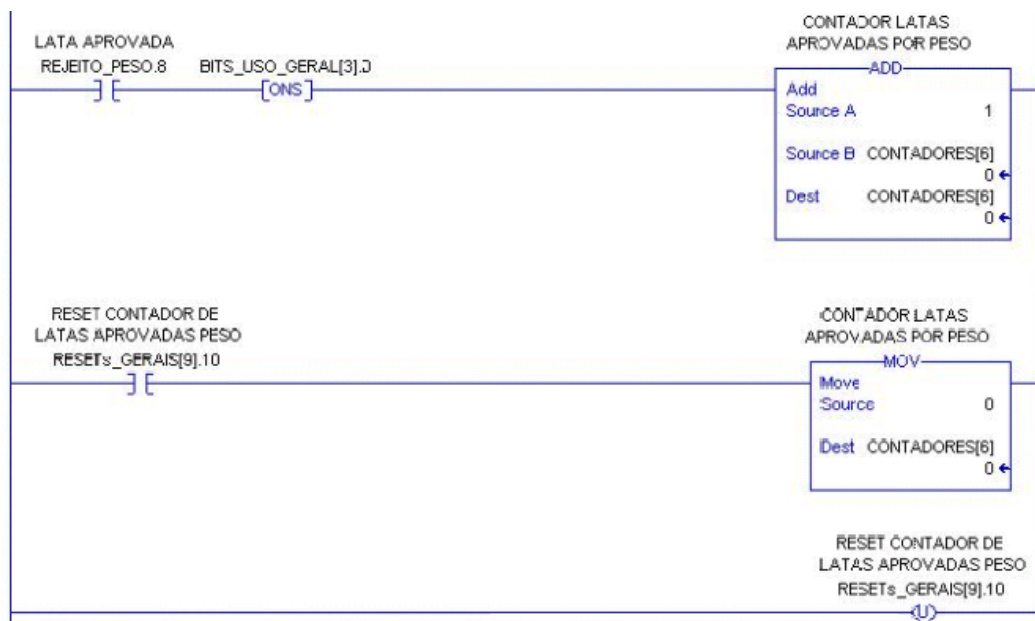 LATA APROVADA
REJEITO_PESO.8
BITS_USO_GERAL[3].0
ONS
CONTADOR LATAS
APROVADAS POR PESO
ADD
Add
Source A 1
Source B CONTADORES[6]
0
Dest CONTADORES[6]
0
RESET CONTADOR DE
LATAS APROVADAS PESO
RESETs_GERAIS[9].10
CONTADOR LATAS
APROVADAS POR PESO
MOV
Move
Source 0
Dest CONTADORES[6]
0
RESET CONTADOR DE
LATAS APROVADAS PESO
RESETs_GERAIS[9].10
U